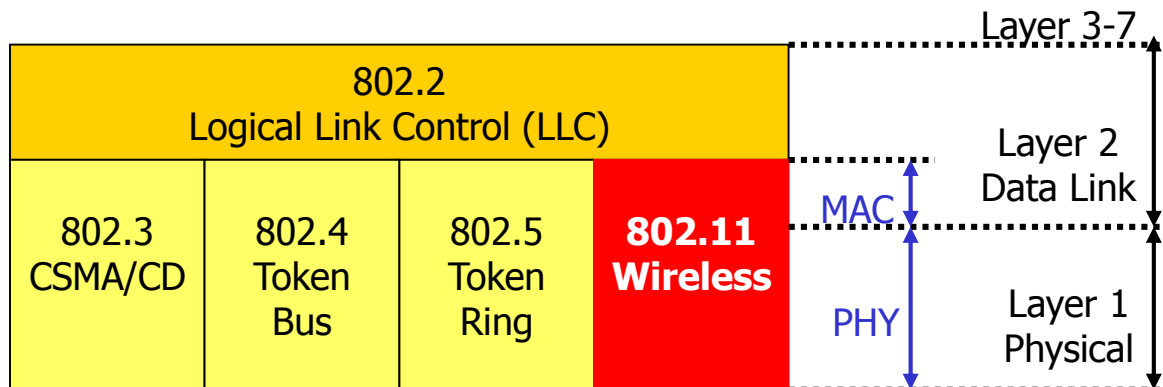 Layer 3-7
802.2
Logical Link Control (LLC)
802.3
CSMA/CD
802.4
Token
Bus
802.5
Token
Ring
802.11
Wireless
MAC
PHY
Layer 2
Data Link
Layer 1
Physical